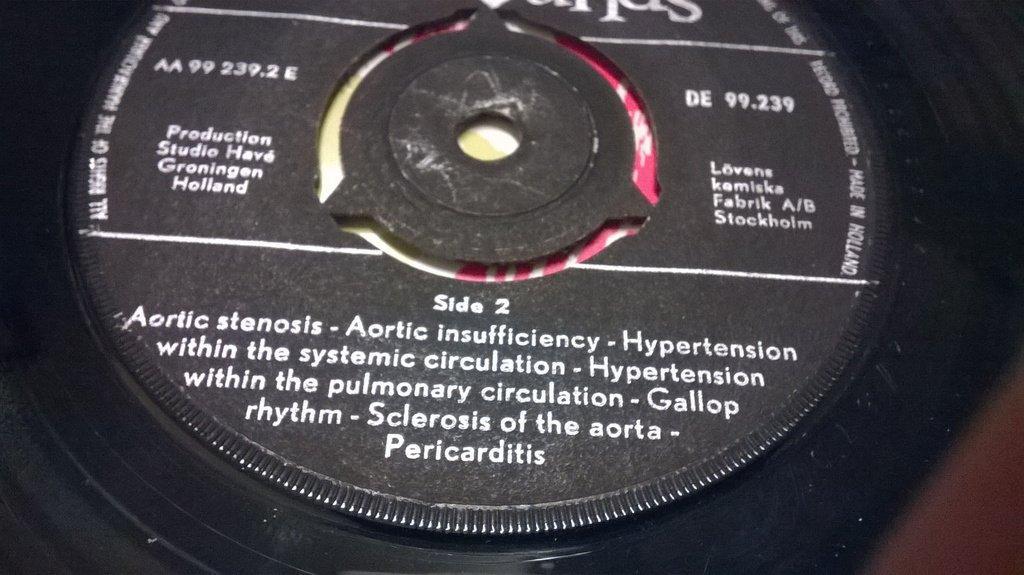 AA 99 239.2 E
Production
Studio Havé
Groningen
Holland
DE 99.239
Lövens
kemiska
Fabrik A/B
Stockholm
ALL RIGHTS OF THE MANUFACTURER AND
RECORD PROHIBITED - MADE IN HOLLAND
Side 2
Aortic stenosis - Aortic insufficiency - Hypertension
within the systemic circulation - Hypertension
within the pulmonary circulation - Gallop
rhythm - Sclerosis of the aorta -
Pericarditis